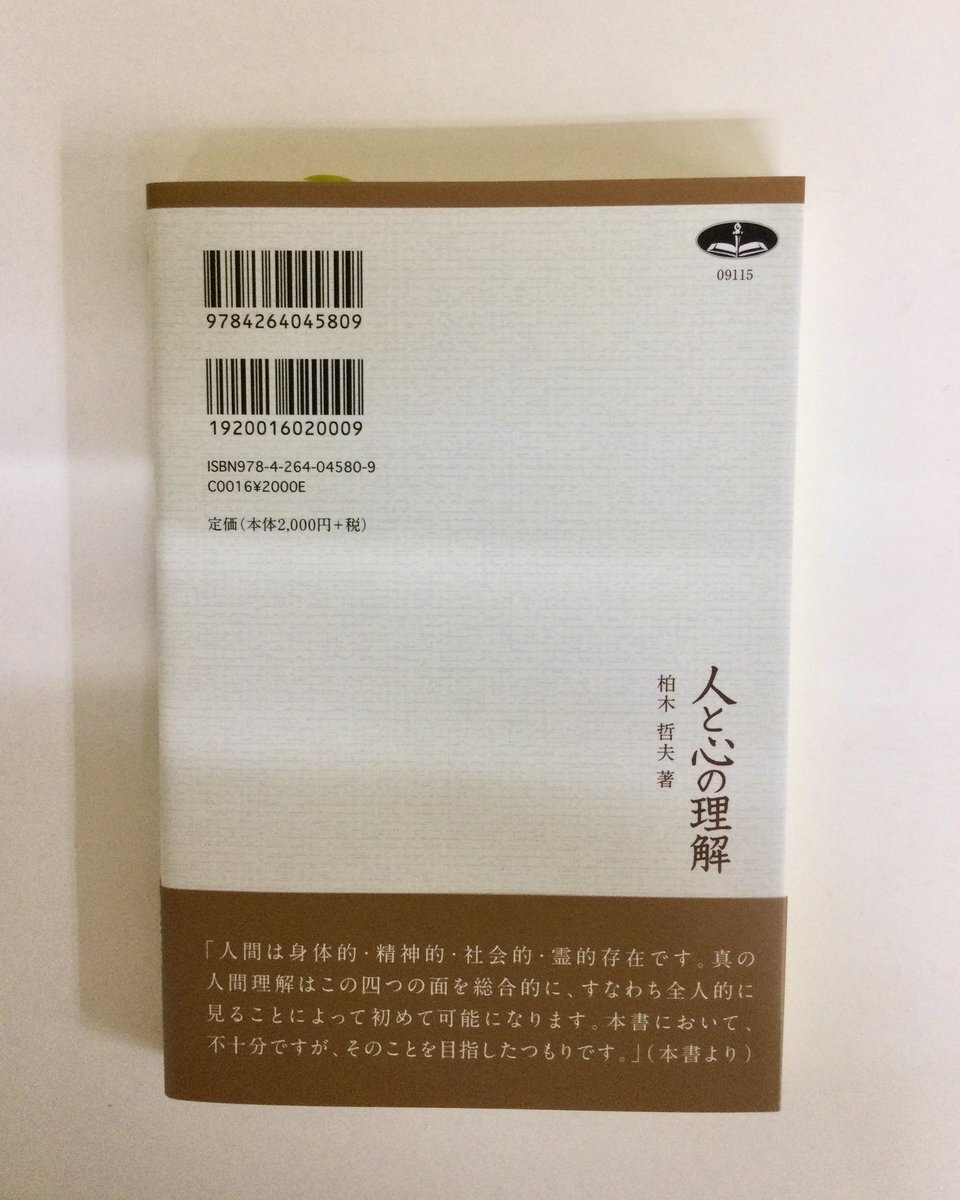 09115
9784264045809
1920016020009
ISBN978-4-264-04580-9
C0016¥2000E
定価(本体2,000円+税)
人と心の理解
柏木 哲夫 著
「人間は身体的・精神的・社会的・霊的存在です。真の
人間理解はこの四つの面を総合的に、すなわち全人的に
見ることによって初めて可能になります。本書において、
不十分ですが、そのことを目指したつもりです。」(本書より)